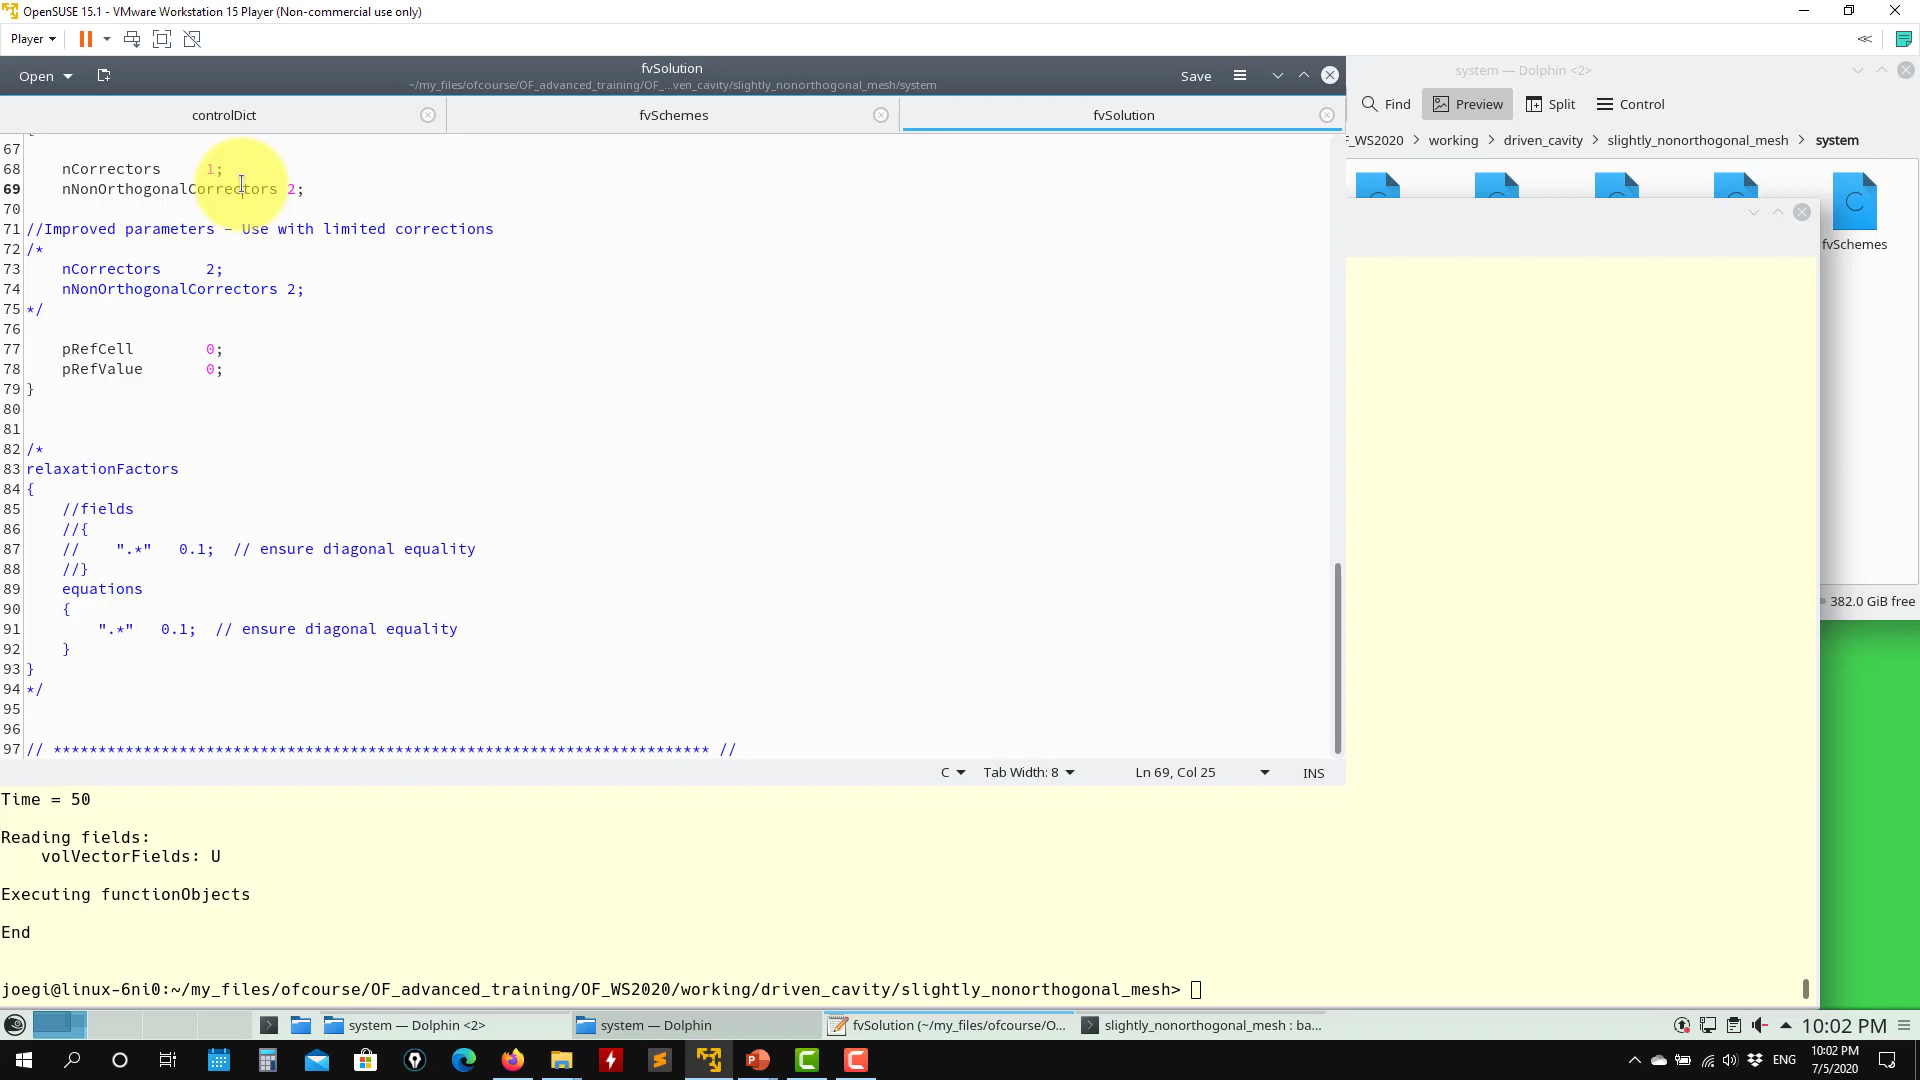 OpenSUSE 15.1 - VMware Workstation 15 Player (Non-commercial use only)
Player
Open
fvSolution
~/my_files/ofcourse/OF_advanced_training/OF_...ven_cavity/slightly_nonorthogonal_mesh/system
Save
controlDict
fvSchemes
fvSolution
67
68 nCorrectors 1;
69 nNonOrthogonalCorrectors 2;
70
71 //Improved parameters - Use with limited corrections
72 /*
73 nCorrectors 2;
74 nNonOrthogonalCorrectors 2;
75 */
76
77 pRefCell 0;
78 pRefValue 0;
79 }
80
81
82 /*
83 relaxationFactors
84 {
85 //fields
86 //{
87 // ".*" 0.1; // ensure diagonal equality
88 //}
89 equations
90 {
91 ".*" 0.1; // ensure diagonal equality
92 }
93 }
94 */
95
96
97 // ************************************************************************* //
C
Tab Width: 8
Ln 69, Col 25
INS
system — Dolphin <2>
Find
Preview
Split
Control
F_WS2020 > working > driven_cavity > slightly_nonorthogonal_mesh > system
fvSchemes
382.0 GiB free
Time = 50
Reading fields:
volVectorFields: U
Executing functionObjects
End
joegi@linux-6ni0:~/my_files/ofcourse/OF_advanced_training/OF_WS2020/working/driven_cavity/slightly_nonorthogonal_mesh>
system — Dolphin <2>
system — Dolphin
fvSolution (~/my_files/ofcourse/O...
slightly_nonorthogonal_mesh : ba...
10:02 PM
ENG
10:02 PM
7/5/2020